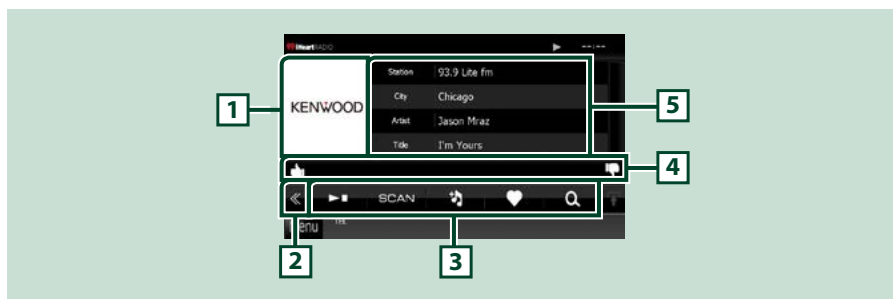 iHeartRADIO
--:--
KENWOOD
Station 93.9 Lite fm
City Chicago
Artist Jason Mraz
Title I'm Yours
SCAN
Menu
TEL
1
2
3
4
5